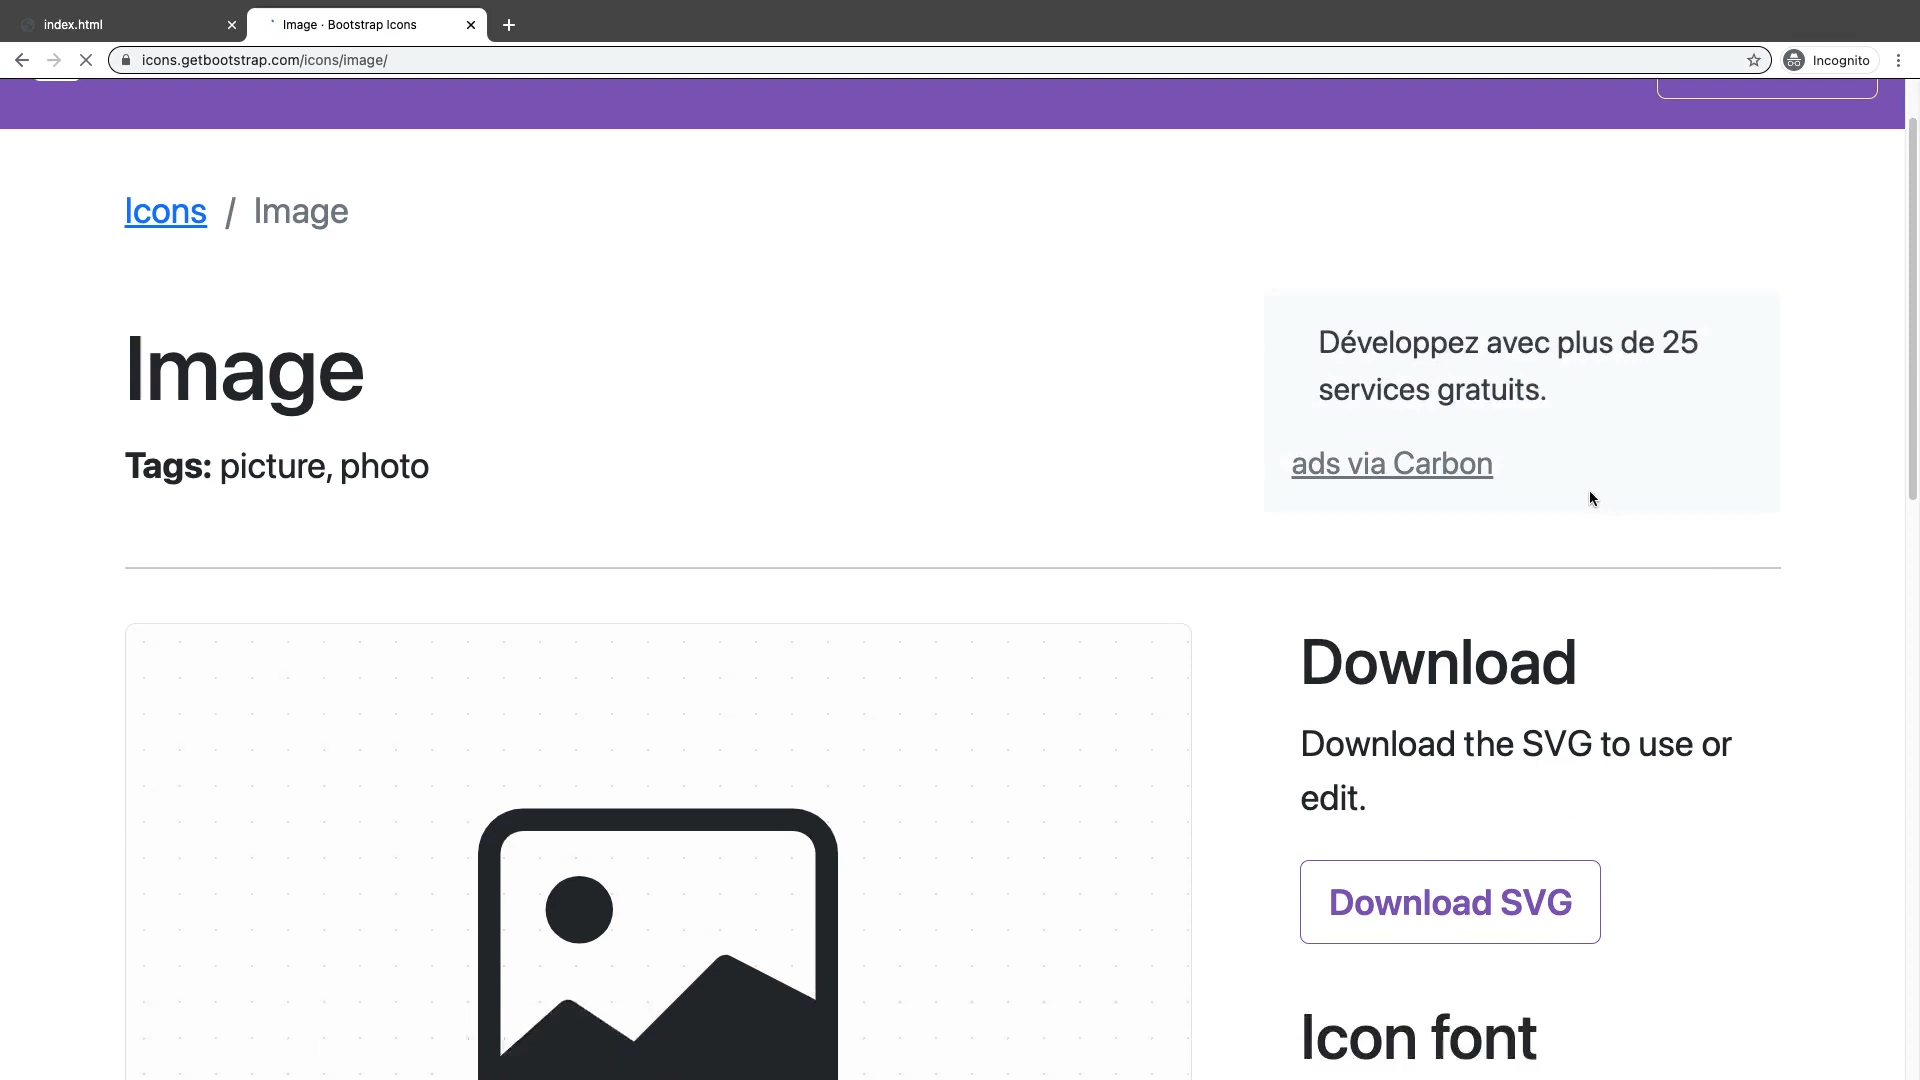 index.html
Image · Bootstrap Icons
icons.getbootstrap.com/icons/image/
Incognito
Icons / Image
Image
Développez avec plus de 25
services gratuits.
Tags: picture, photo
ads via Carbon
Download
Download the SVG to use or
edit.
Download SVG
Icon font